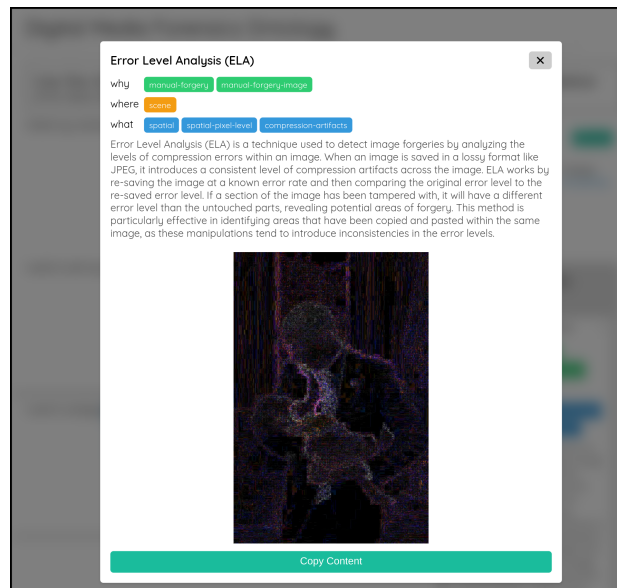 Error Level Analysis (ELA)
×
why manual-forgery manual-forgery-image
where scene
what spatial spatial-pixel-level compression-artifacts
Error Level Analysis (ELA) is a technique used to detect image forgeries by analyzing the
levels of compression errors within an image. When an image is saved in a lossy format like
JPEG, it introduces a consistent level of compression artifacts across the image. ELA works by
re-saving the image at a known error rate and then comparing the original error level to the
re-saved error level. If a section of the image has been tampered with, it will have a different
error level than the untouched parts, revealing potential areas of forgery. This method is
particularly effective in identifying areas that have been copied and pasted within the same
image, as these manipulations tend to introduce inconsistencies in the error levels.
Copy Content